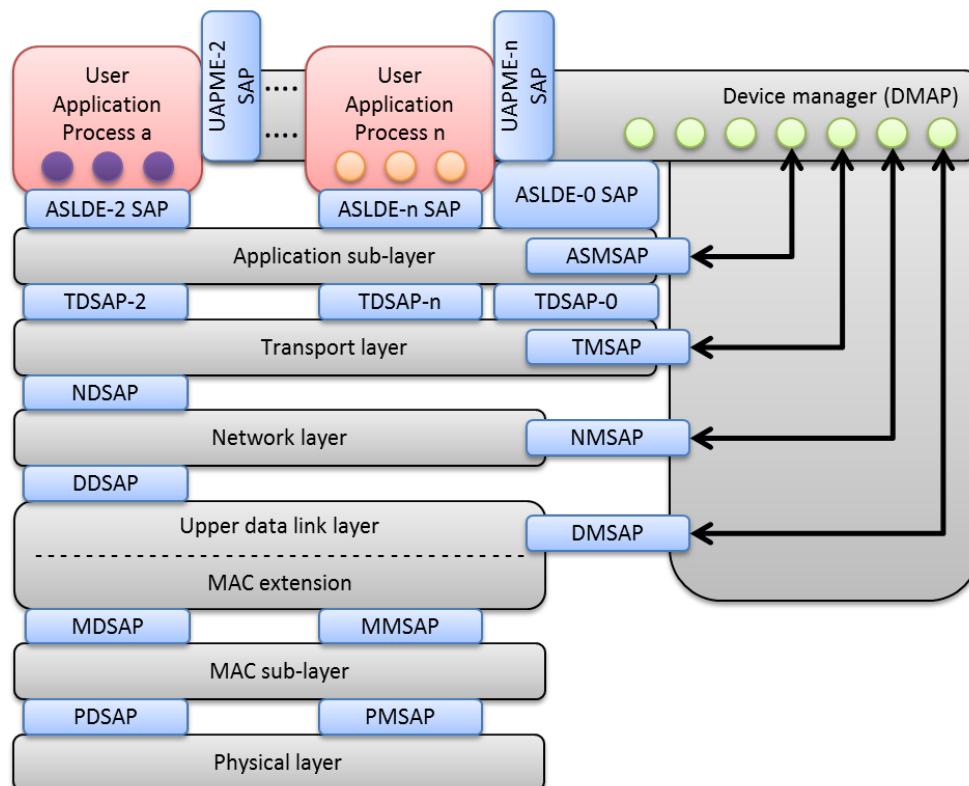 User
Application
Process a
UAPME-2
SAP
....
....
User
Application
Process n
UAPME-n
SAP
Device manager (DMAP)
ASLDE-2 SAP
ASLDE-n SAP
ASLDE-0 SAP
Application sub-layer
ASMSAP
TDSAP-2
TDSAP-n
TDSAP-0
Transport layer
TMSAP
NDSAP
Network layer
NMSAP
DDSAP
Upper data link layer
DMSAP
MAC extension
MDSAP
MMSAP
MAC sub-layer
PDSAP
PMSAP
Physical layer